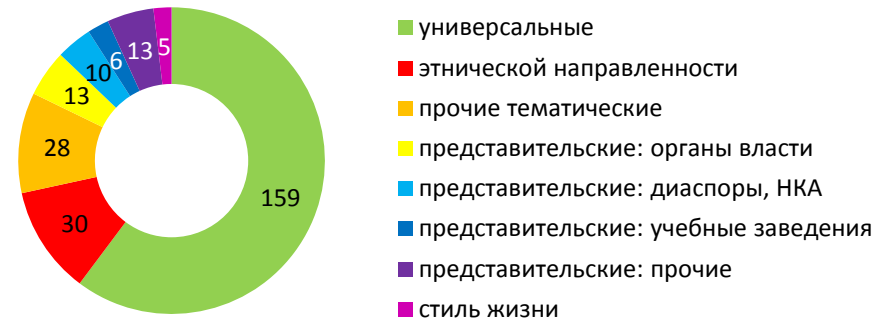 159
30
28
13
10
6
13
5
универсальные
этнической направленности
прочие тематические
представительские: органы власти
представительские: диаспоры, НКА
представительские: учебные заведения
представительские: прочие
стиль жизни